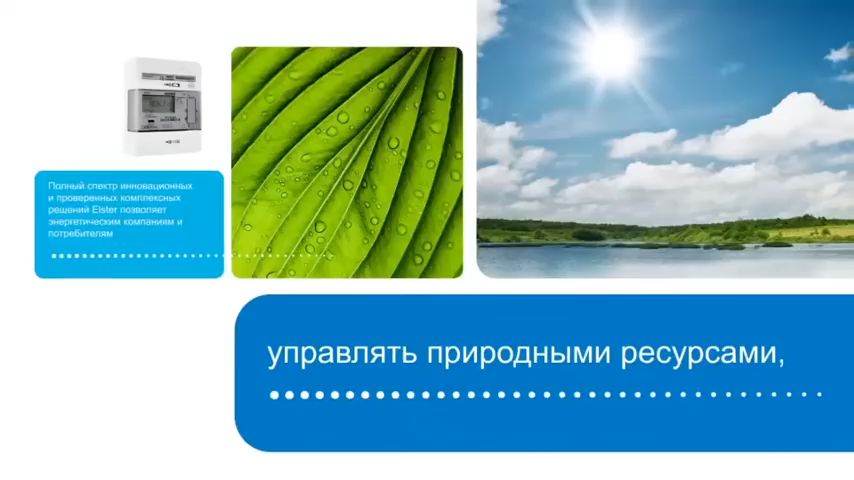 Полный спектр инновационных
и проверенных комплексных
решений Elster позволяет
энергетическим компаниям и
потребителям
управлять природными ресурсами,